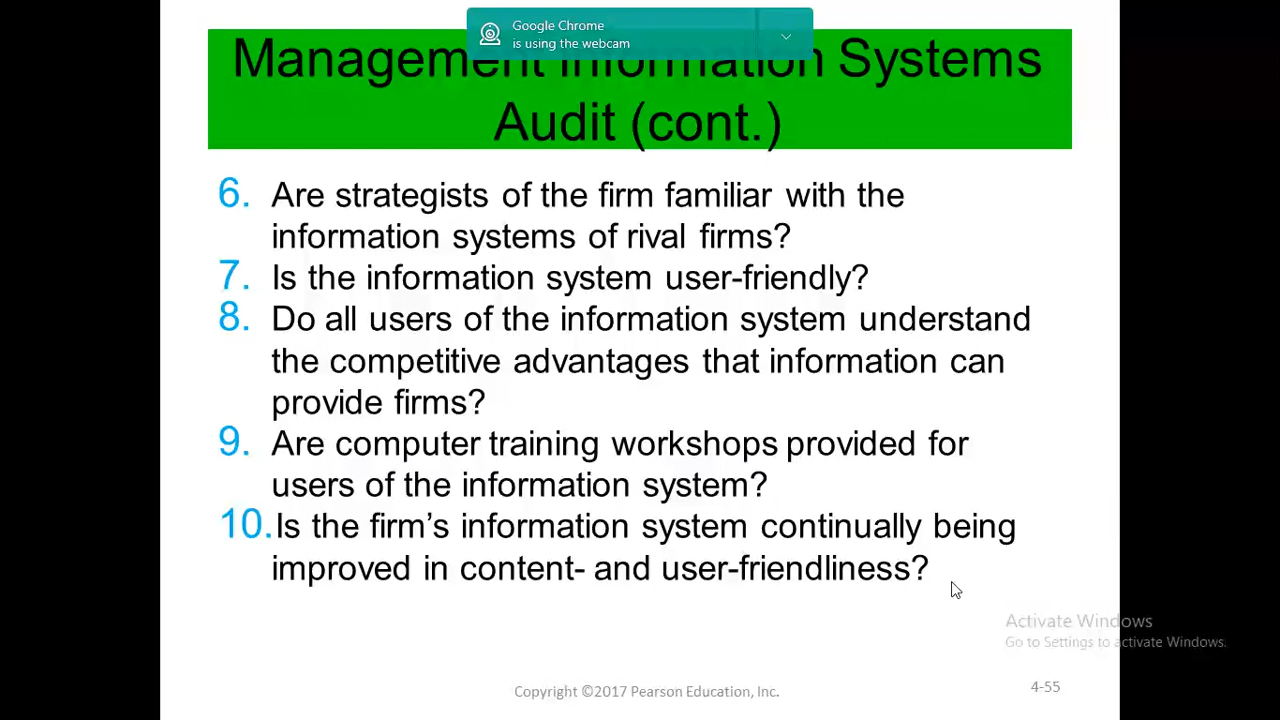 Google Chrome
is using the webcam
Management Information Systems
Audit (cont.)
6. Are strategists of the firm familiar with the
information systems of rival firms?
7. Is the information system user-friendly?
8. Do all users of the information system understand
the competitive advantages that information can
provide firms?
9. Are computer training workshops provided for
users of the information system?
10. Is the firm’s information system continually being
improved in content- and user-friendliness?
Activate Windows
Go to Settings to activate Windows.
Copyright ©2017 Pearson Education, Inc.
4-55